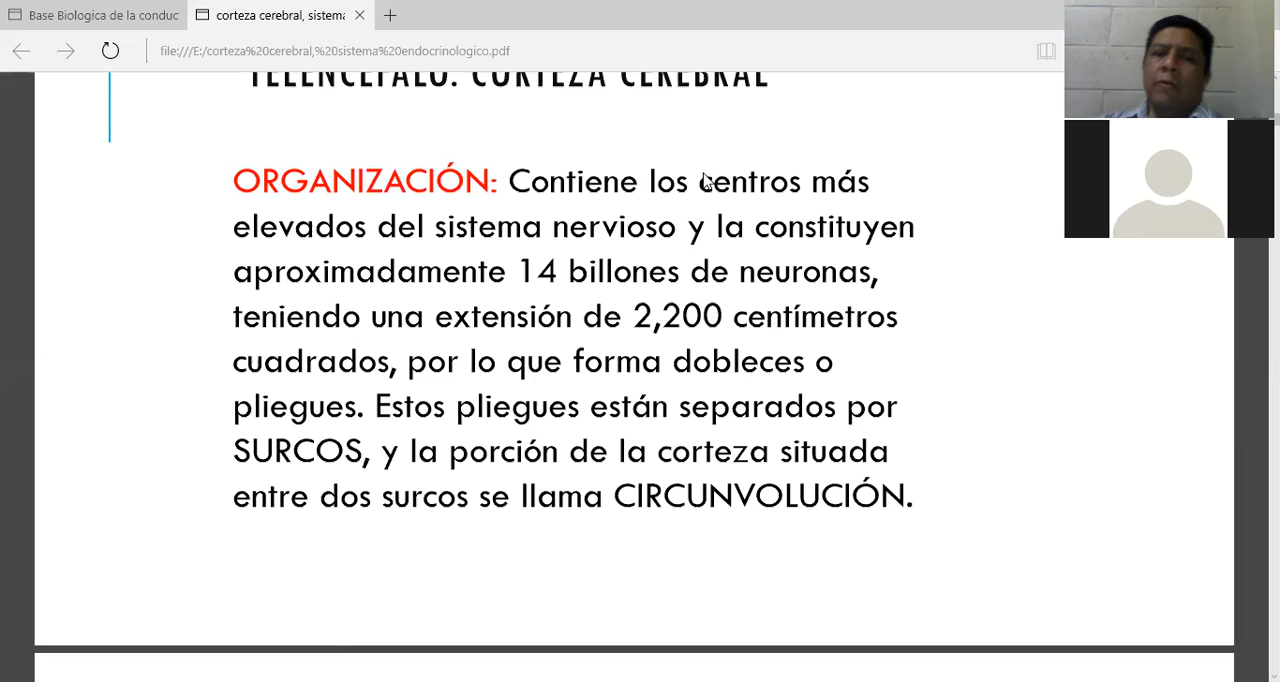 Base Biologica de la conduc
corteza cerebral, sistema
file:///E:/corteza%20cerebral,%20sistema%20endocrinologico.pdf
TELENCÉFALO: CORTEZA CEREBRAL
ORGANIZACIÓN: Contiene los centros más
elevados del sistema nervioso y la constituyen
aproximadamente 14 billones de neuronas,
teniendo una extensión de 2,200 centímetros
cuadrados, por lo que forma dobleces o
pliegues. Estos pliegues están separados por
SURCOS, y la porción de la corteza situada
entre dos surcos se llama CIRCUNVOLUCIÓN.